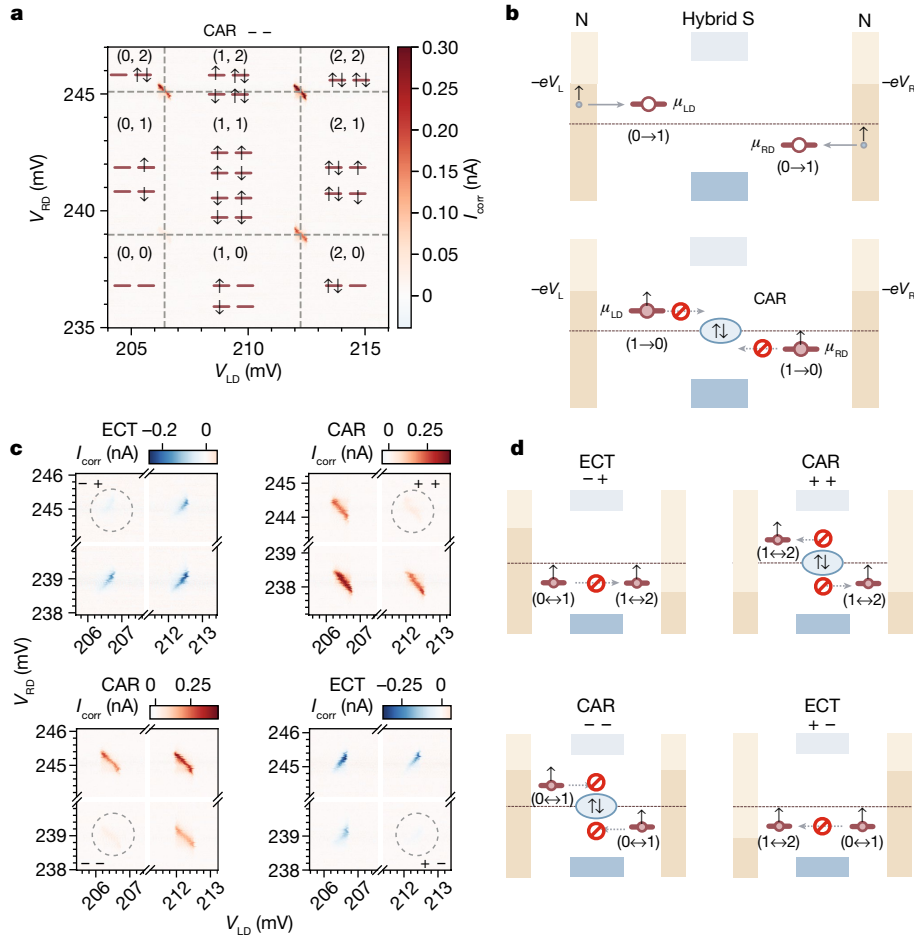 a
CAR – –
(0, 2) (1, 2) (2, 2)
(0, 1) (1, 1) (2, 1)
(0, 0) (1, 0) (2, 0)
245
240
235
V_RD (mV)
205 210 215
V_LD (mV)
0.30
0.25
0.20
0.15
0.10
0.05
0
I_corr (nA)
b
N Hybrid S N
–eV_L –eV_R
μ_LD
(0→1)
μ_RD
(0→1)
–eV_L –eV_R
CAR
μ_LD
(1→0)
↑↓
μ_RD
(1→0)
c
ECT –0.2 0
I_corr (nA)
– +
246
245
239
238
206 207 212 213
CAR 0 0.25
I_corr (nA)
+ +
245
244
239
238
206 207 212 213
V_RD (mV)
CAR 0 0.25
I_corr (nA)
– –
246
245
239
238
206 207 212 213
ECT –0.25 0
I_corr (nA)
+ –
246
245
239
238
206 207 212 213
V_LD (mV)
d
ECT
– +
(0↔1) (1↔2)
CAR
+ +
(1↔2)
↑↓
(1↔2)
CAR
– –
(0↔1)
↑↓
(0↔1)
ECT
+ –
(1↔2) (0↔1)